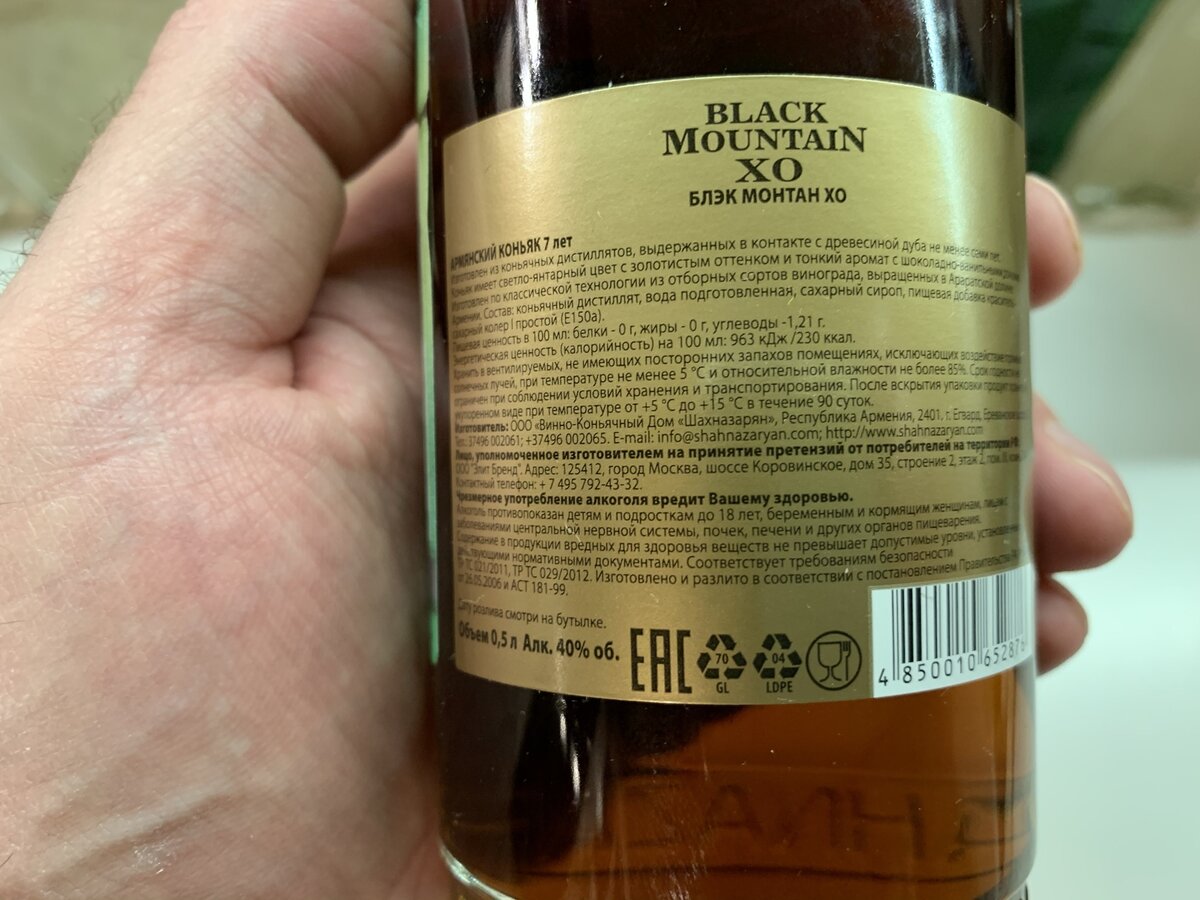 BLACK
MOUNTAIN
XO
БЛЭК МОНТАН ХО
АРМЯНСКИЙ КОНЬЯК 7 лет
Изготовлен из коньячных дистиллятов, выдержанных в контакте с древесиной дуба не менее семи лет.
Коньяк имеет светло-янтарный цвет с золотистым оттенком и тонкий аромат с шоколадно-ванильными
Изготовлен по классической технологии из отборных сортов винограда, выращенных в Араратской долине
Армении. Состав: коньячный дистиллят, вода подготовленная, сахарный сироп, пищевая добавка краситель
сахарный колер I простой (Е150а).
Пищевая ценность в 100 мл: белки - 0 г, жиры - 0 г, углеводы -1,21 г.
Энергетическая ценность (калорийность) на 100 мл: 963 кДж /230 ккал.
Хранить в вентилируемых, не имеющих посторонних запахов помещениях, исключающих воздействие
солнечных лучей, при температуре не менее 5 °С и относительной влажности не более 85%. Срок годности не
ограничен при соблюдении условий хранения и транспортирования. После вскрытия упаковки продукт
укупоренном виде при температуре от +5 °С до +15 °С в течение 90 суток.
Изготовитель: ООО «Винно-Коньячный Дом «Шахназарян», Республика Армения, 2401, г. Егвард, Ереванское
Тел.: 37496 002061; +37496 002065. E-mail: info@shahnazaryan.com; http://www.shahnazaryan.com
Лицо, уполномоченное изготовителем на принятие претензий от потребителей на территории РФ:
ООО "Элит Бренд". Адрес: 125412, город Москва, шоссе Коровинское, дом 35, строение 2, этаж 2, пом. III,
Контактный телефон: + 7 495 792-43-32.
Чрезмерное употребление алкоголя вредит Вашему здоровью.
Алкоголь противопоказан детям и подросткам до 18 лет, беременным и кормящим женщинам, лицам с
заболеваниями центральной нервной системы, почек, печени и других органов пищеварения.
Содержание в продукции вредных для здоровья веществ не превышает допустимые уровни, установленные
действующими нормативными документами. Соответствует требованиям безопасности
ТР ТС 021/2011, ТР ТС 029/2012. Изготовлено и разлито в соответствии с постановлением Правительства
от 26.05.2006 и АСТ 181-99.
Дату розлива смотри на бутылке.
Объем 0,5 л Алк. 40% об.
EAC
70
GL
04
LDPE
4 850010 652876